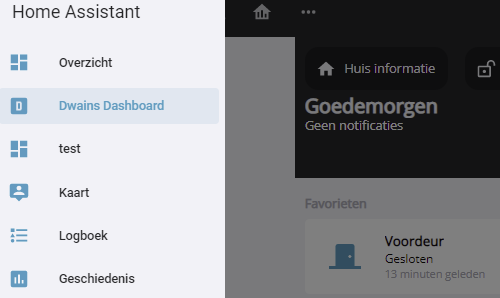 Home Assistant
Overzicht
Dwains Dashboard
test
Kaart
Logboek
Geschiedenis
Huis informatie
Goedemorgen
Geen notificaties
Favorieten
Voordeur
Gesloten
13 minuten geleden